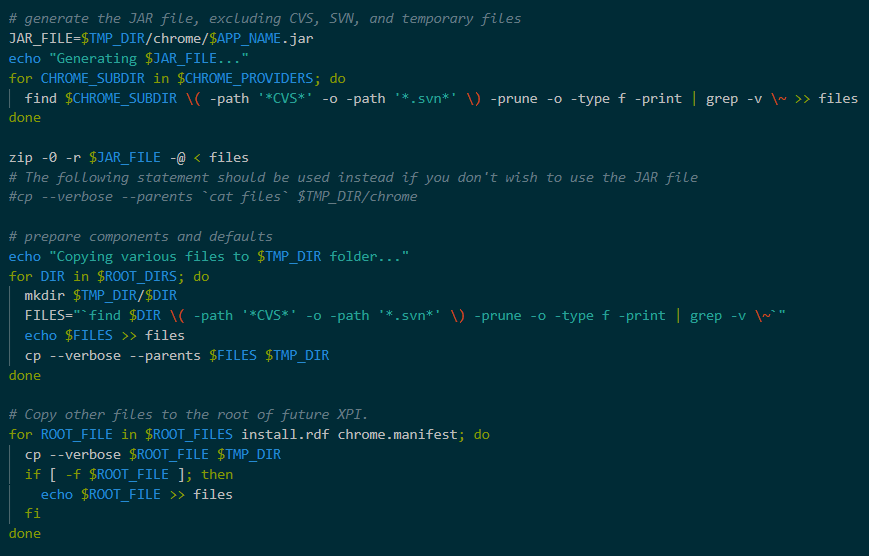 # generate the JAR file, excluding CVS, SVN, and temporary files
JAR_FILE=$TMP_DIR/chrome/$APP_NAME.jar
echo "Generating $JAR_FILE..."
for CHROME_SUBDIR in $CHROME_PROVIDERS; do
  find $CHROME_SUBDIR \( -path '*CVS*' -o -path '*.svn*' \) -prune -o -type f -print | grep -v \~ >> files
done

zip -0 -r $JAR_FILE -@ < files
# The following statement should be used instead if you don't wish to use the JAR file
#cp --verbose --parents `cat files` $TMP_DIR/chrome

# prepare components and defaults
echo "Copying various files to $TMP_DIR folder..."
for DIR in $ROOT_DIRS; do
  mkdir $TMP_DIR/$DIR
  FILES="`find $DIR \( -path '*CVS*' -o -path '*.svn*' \) -prune -o -type f -print | grep -v \~`"
  echo $FILES >> files
  cp --verbose --parents $FILES $TMP_DIR
done

# Copy other files to the root of future XPI.
for ROOT_FILE in $ROOT_FILES install.rdf chrome.manifest; do
  cp --verbose $ROOT_FILE $TMP_DIR
  if [ -f $ROOT_FILE ]; then
    echo $ROOT_FILE >> files
  fi
done